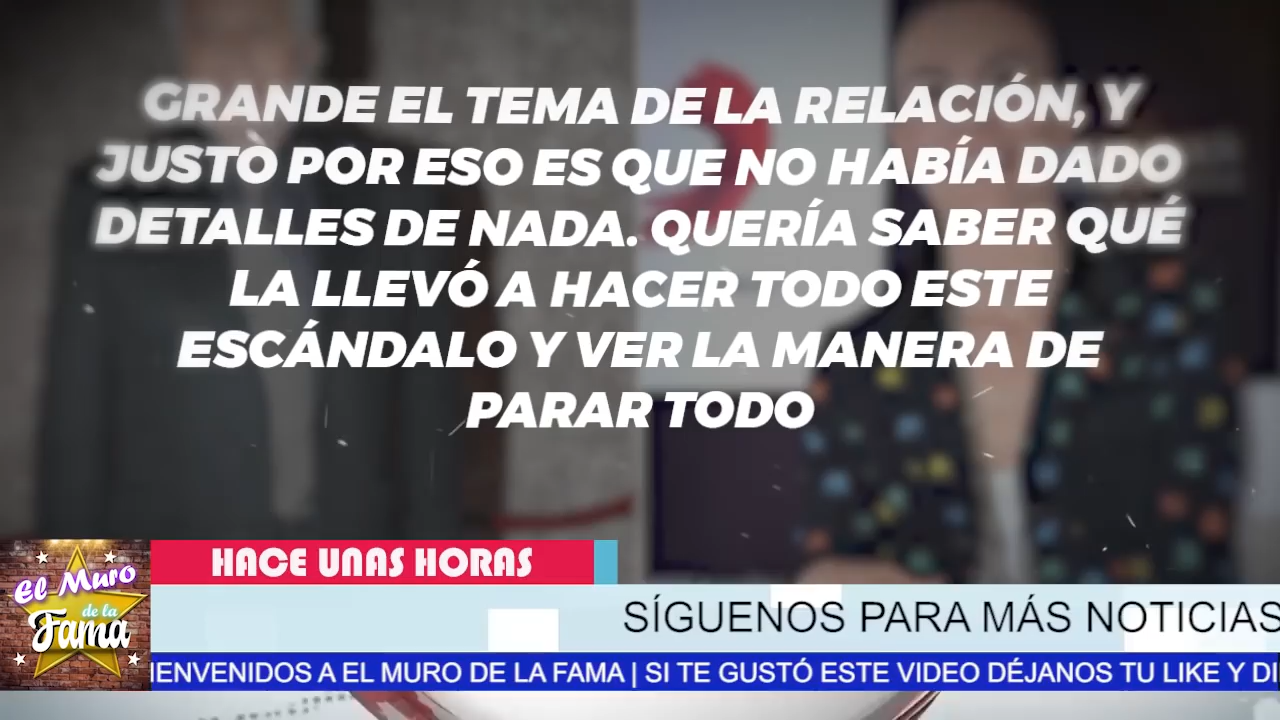 GRANDE EL TEMA DE LA RELACIÓN, Y
JUSTO POR ESO ES QUE NO HABÍA DADO
DETALLES DE NADA. QUERÍA SABER QUÉ
LA LLEVÓ A HACER TODO ESTE
ESCÁNDALO Y VER LA MANERA DE
PARAR TODO
HACE UNAS HORAS
El Muro
de la
Fama
SÍGUENOS PARA MÁS NOTICIAS
IENVENIDOS A EL MURO DE LA FAMA | SI TE GUSTÓ ESTE VIDEO DÉJANOS TU LIKE Y DI